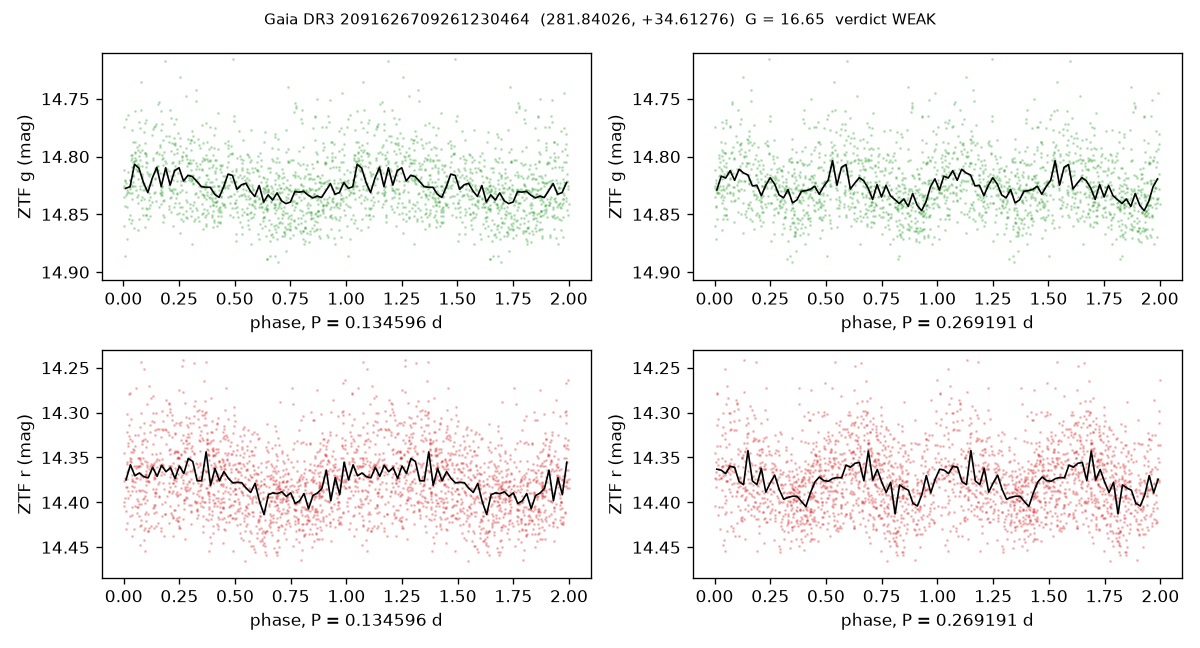 Gaia DR3 2091626709261230464 (281.84026, +34.61276) G = 16.65 verdict WEAK
ZTF g (mag)
14.75
14.80
14.85
14.90
0.00 0.25 0.50 0.75 1.00 1.25 1.50 1.75 2.00
phase, P = 0.134596 d
ZTF g (mag)
14.75
14.80
14.85
14.90
0.00 0.25 0.50 0.75 1.00 1.25 1.50 1.75 2.00
phase, P = 0.269191 d
ZTF r (mag)
14.25
14.30
14.35
14.40
14.45
0.00 0.25 0.50 0.75 1.00 1.25 1.50 1.75 2.00
phase, P = 0.134596 d
ZTF r (mag)
14.25
14.30
14.35
14.40
14.45
0.00 0.25 0.50 0.75 1.00 1.25 1.50 1.75 2.00
phase, P = 0.269191 d